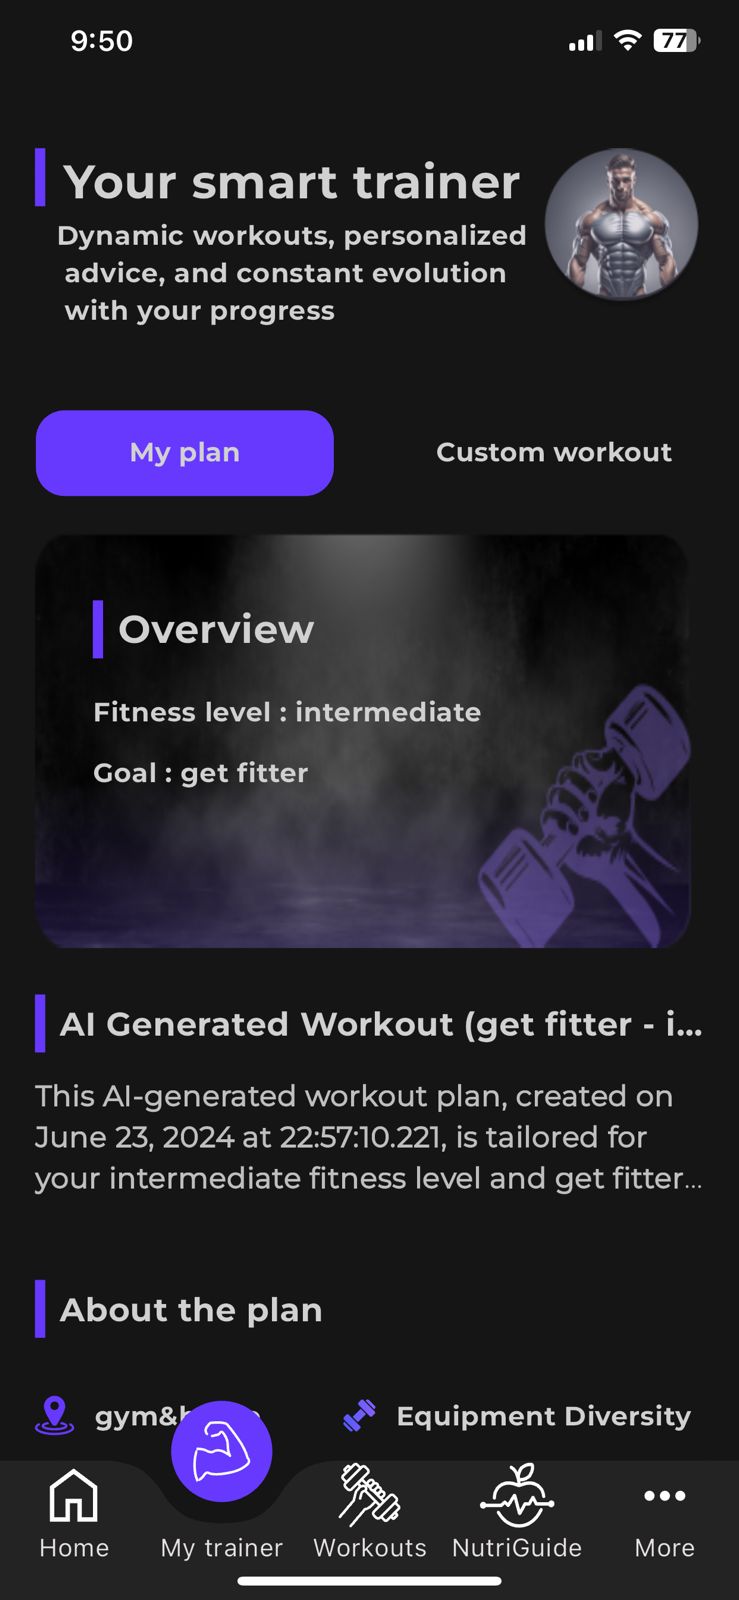 9:50
77
Your smart trainer
Dynamic workouts, personalized
advice, and constant evolution
with your progress
My plan
Custom workout
Overview
Fitness level : intermediate
Goal : get fitter
AI Generated Workout (get fitter - i...
This AI-generated workout plan, created on
June 23, 2024 at 22:57:10.221, is tailored for
your intermediate fitness level and get fitter...
About the plan
Equipment Diversity
Home
My trainer
Workouts
NutriGuide
More